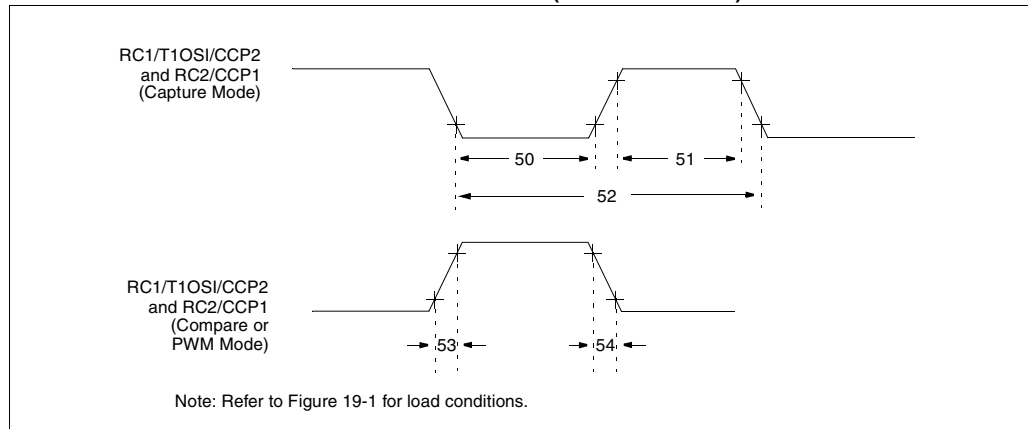 RC1/T1OSI/CCP2
and RC2/CCP1
(Capture Mode)
50
51
52
RC1/T1OSI/CCP2
and RC2/CCP1
(Compare or
PWM Mode)
53
54
Note: Refer to Figure 19-1 for load conditions.